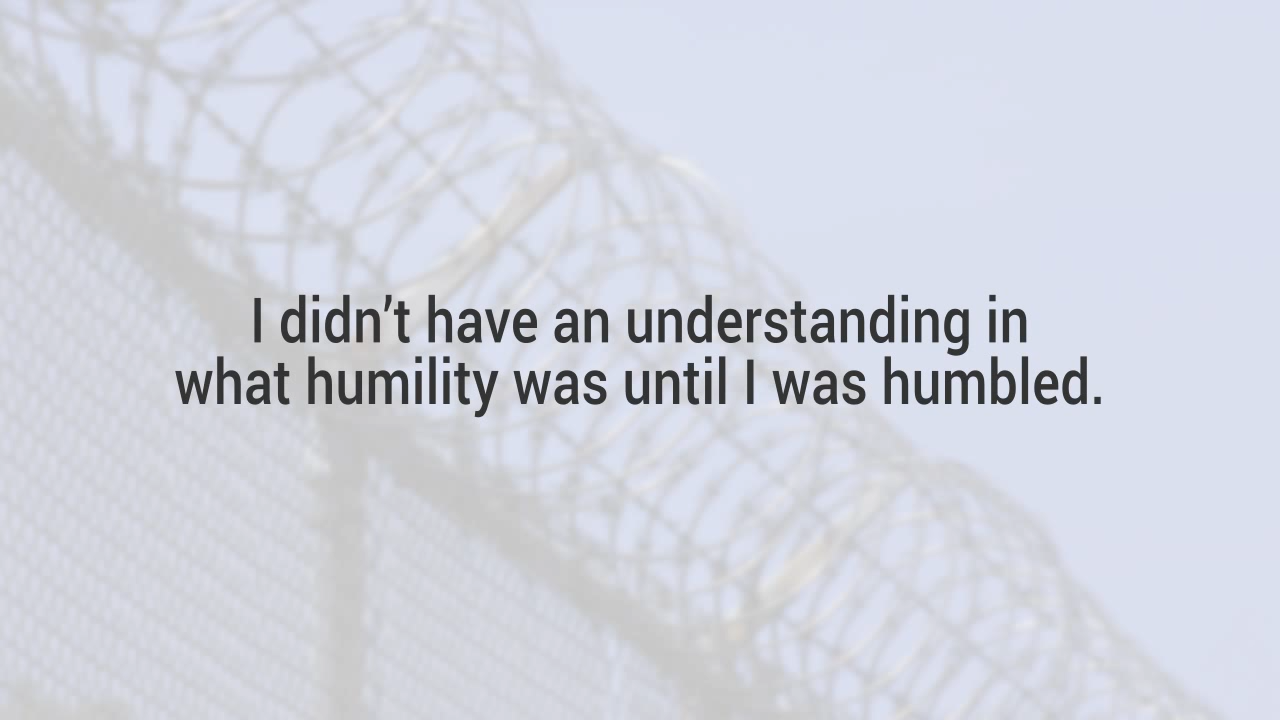 I didn’t have an understanding in
what humility was until I was humbled.